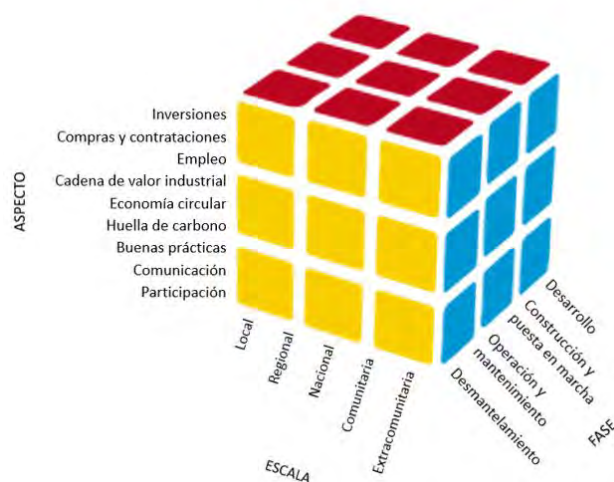 ASPECTO
Inversiones
Compras y contrataciones
Empleo
Cadena de valor industrial
Economía circular
Huella de carbono
Buenas prácticas
Comunicación
Participación
Local
Regional
Nacional
Comunitaria
Extracomunitaria
ESCALA
Desmantelamiento
Operación y
mantenimiento
Construcción y
puesta en marcha
Desarrollo
FASE